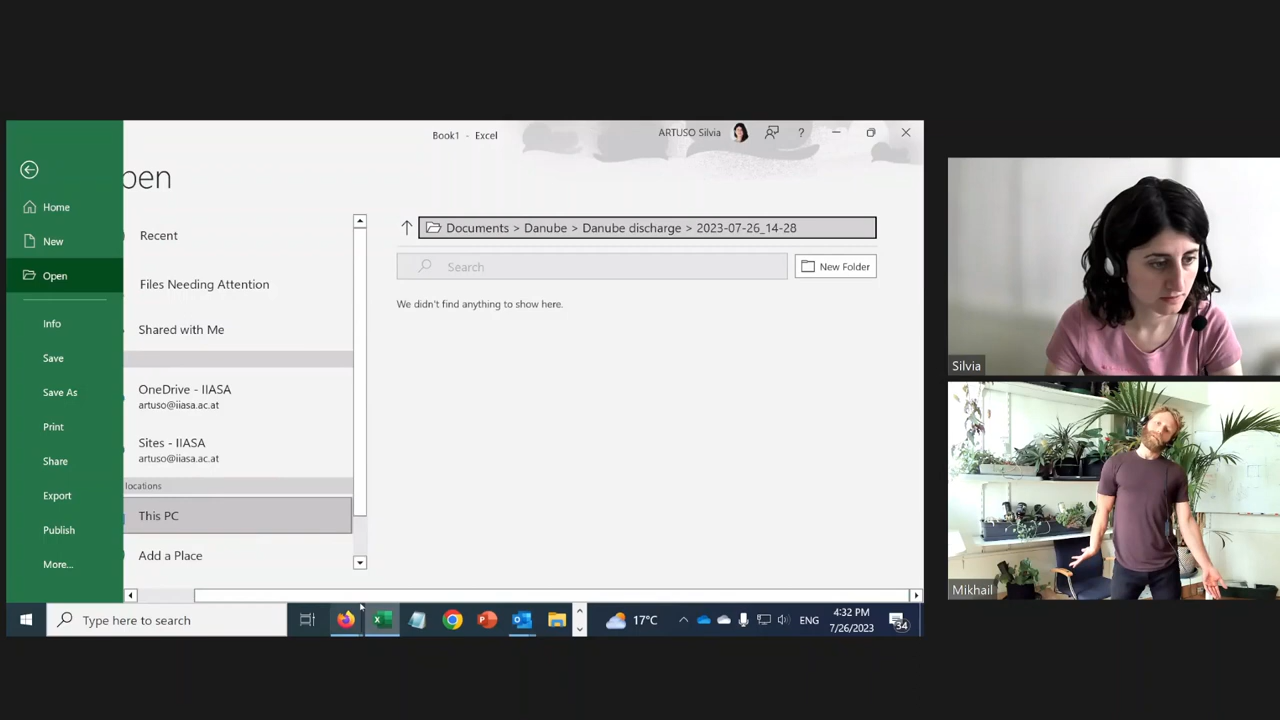 Book1 - Excel
ARTUSO Silvia
?
pen
Home
New
Open
Info
Save
Save As
Print
Share
Export
Publish
More...
Recent
Files Needing Attention
Shared with Me
OneDrive - IIASA
artuso@iiasa.ac.at
Sites - IIASA
artuso@iiasa.ac.at
locations
This PC
Add a Place
Documents > Danube > Danube discharge > 2023-07-26_14-28
Search
New Folder
We didn't find anything to show here.
Type here to search
17°C
ENG
4:32 PM
7/26/2023
34
Silvia
Mikhail